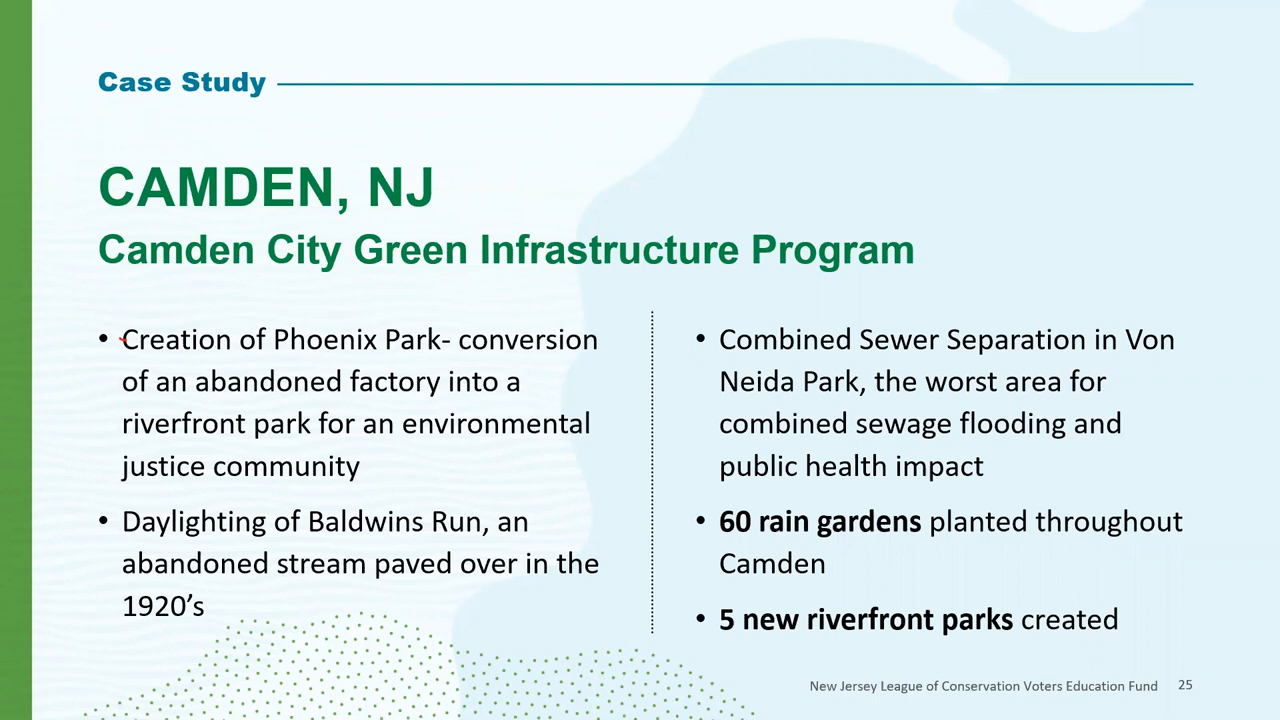 Case Study
CAMDEN, NJ
Camden City Green Infrastructure Program
• Creation of Phoenix Park- conversion
of an abandoned factory into a
riverfront park for an environmental
justice community
• Daylighting of Baldwins Run, an
abandoned stream paved over in the
1920’s
• Combined Sewer Separation in Von
Neida Park, the worst area for
combined sewage flooding and
public health impact
• 60 rain gardens planted throughout
Camden
• 5 new riverfront parks created
New Jersey League of Conservation Voters Education Fund 25